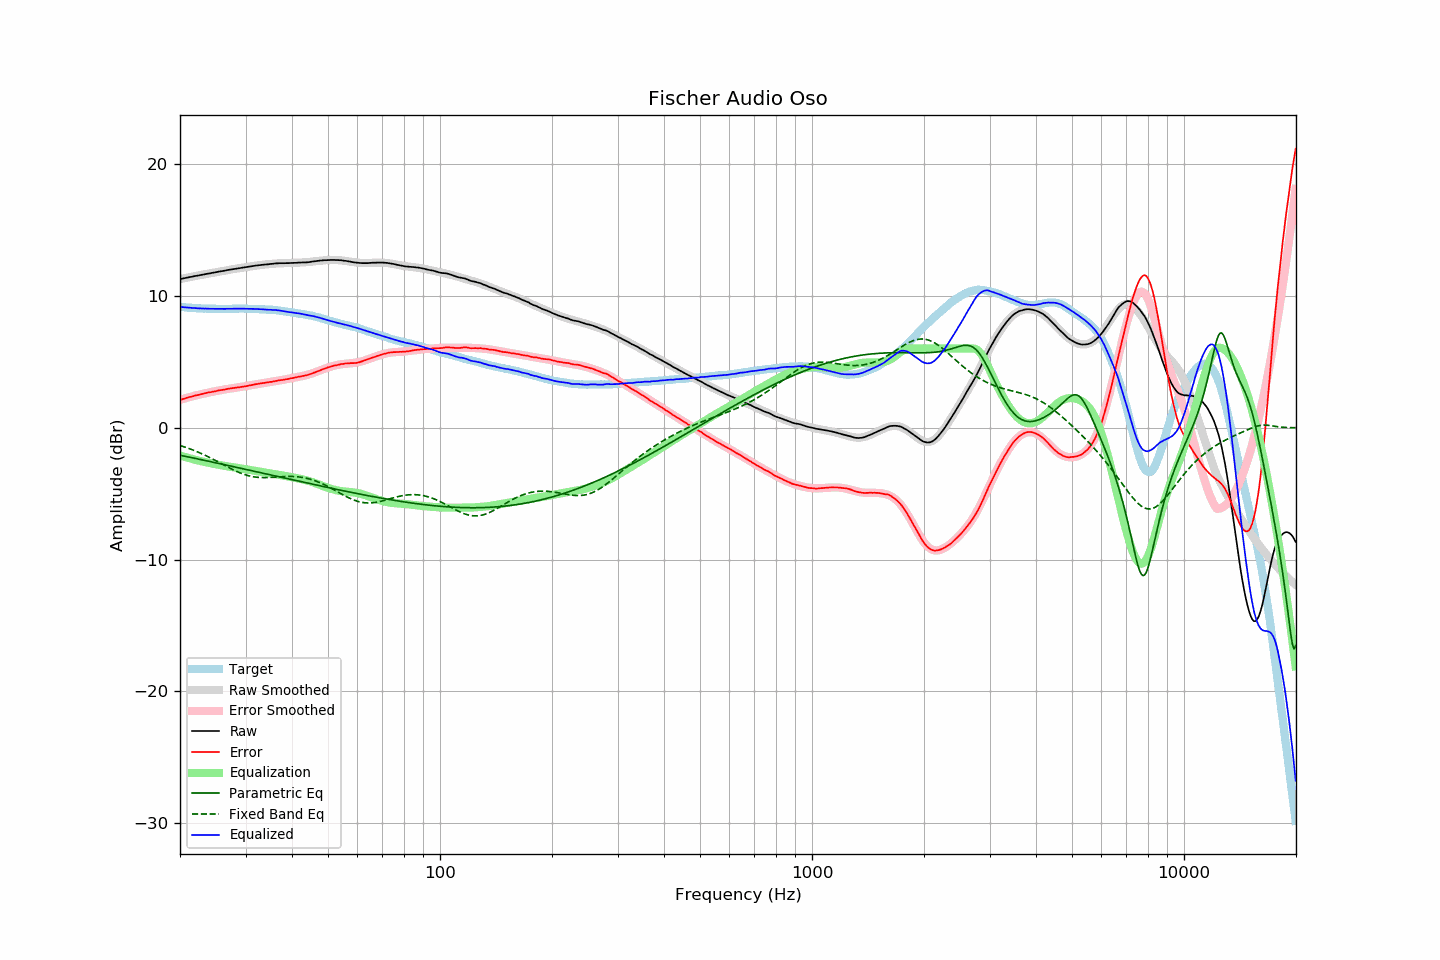 Fischer Audio Oso
20
10
0
−10
−20
−30
Amplitude (dBr)
Target
Raw Smoothed
Error Smoothed
Raw
Error
Equalization
Parametric Eq
Fixed Band Eq
Equalized
100
1000
10000
Frequency (Hz)